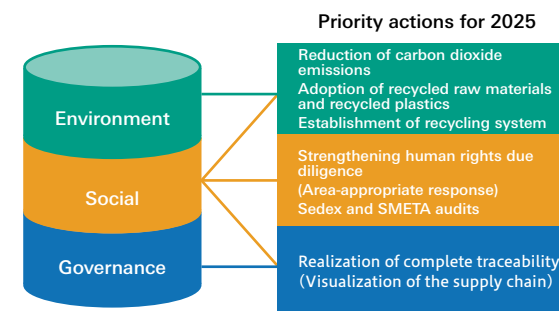 Priority actions for 2025
Environment
Reduction of carbon dioxide
emissions
Adoption of recycled raw materials
and recycled plastics
Establishment of recycling system
Social
Strengthening human rights due
diligence
(Area-appropriate response)
Sedex and SMETA audits
Governance
Realization of complete traceability
(Visualization of the supply chain)